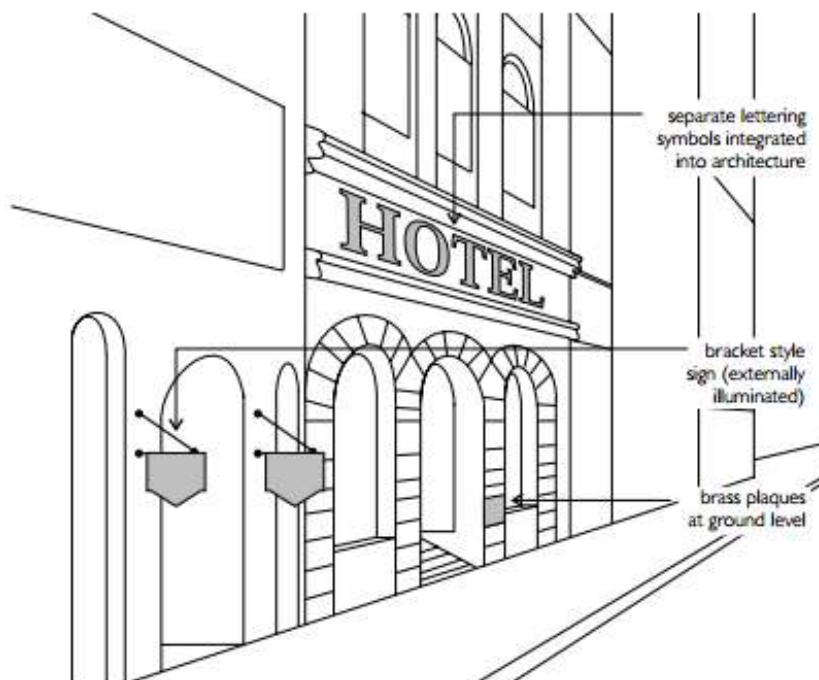 separate lettering
symbols integrated
into architecture
HOTEL
bracket style
sign (externally
illuminated)
brass plaques
at ground level